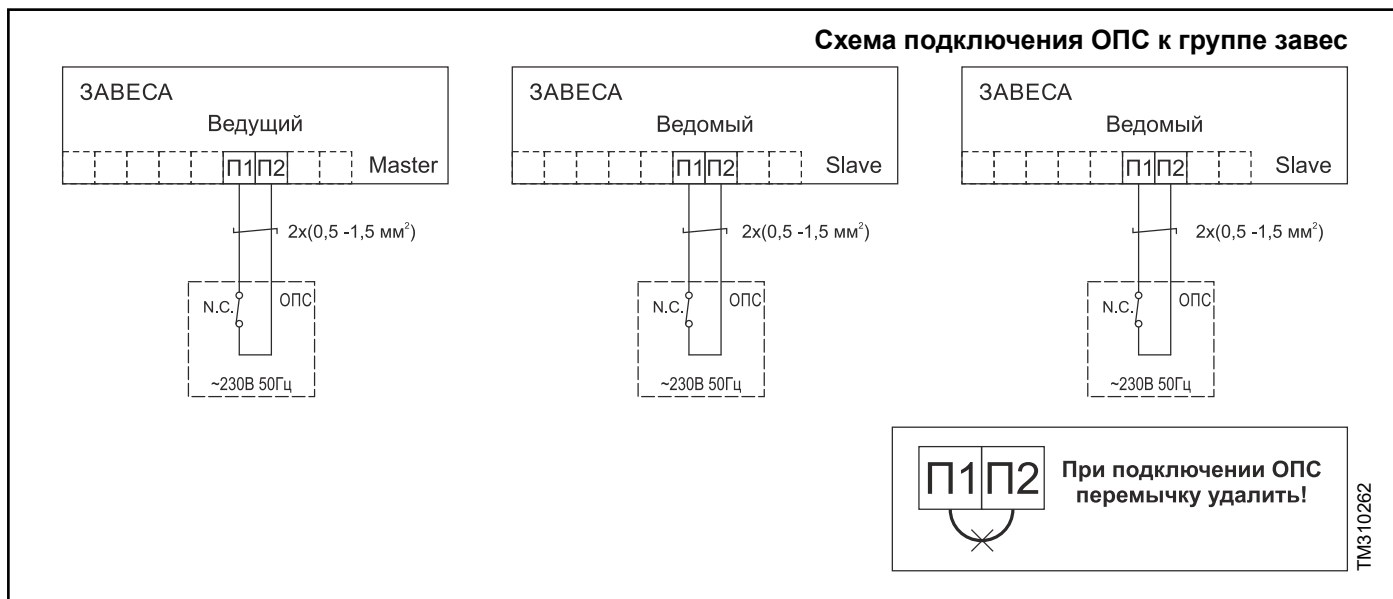 Схема подключения ОПС к группе завес
ЗАВЕСА
Ведущий
П1 П2
Master
2х(0,5 -1,5 мм²)
N.C.
ОПС
~230В 50Гц
ЗАВЕСА
Ведомый
П1 П2
Slave
2х(0,5 -1,5 мм²)
N.C.
ОПС
~230В 50Гц
ЗАВЕСА
Ведомый
П1 П2
Slave
2х(0,5 -1,5 мм²)
N.C.
ОПС
~230В 50Гц
П1 П2
При подключении ОПС
перемычку удалить!
TM310262